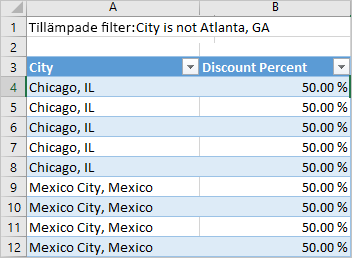 A B
1 Tillämpade filter:City is not Atlanta, GA
2
3 City Discount Percent
4 Chicago, IL 50.00 %
5 Chicago, IL 50.00 %
6 Chicago, IL 50.00 %
7 Chicago, IL 50.00 %
8 Chicago, IL 50.00 %
9 Mexico City, Mexico 50.00 %
10 Mexico City, Mexico 50.00 %
11 Mexico City, Mexico 50.00 %
12 Mexico City, Mexico 50.00 %